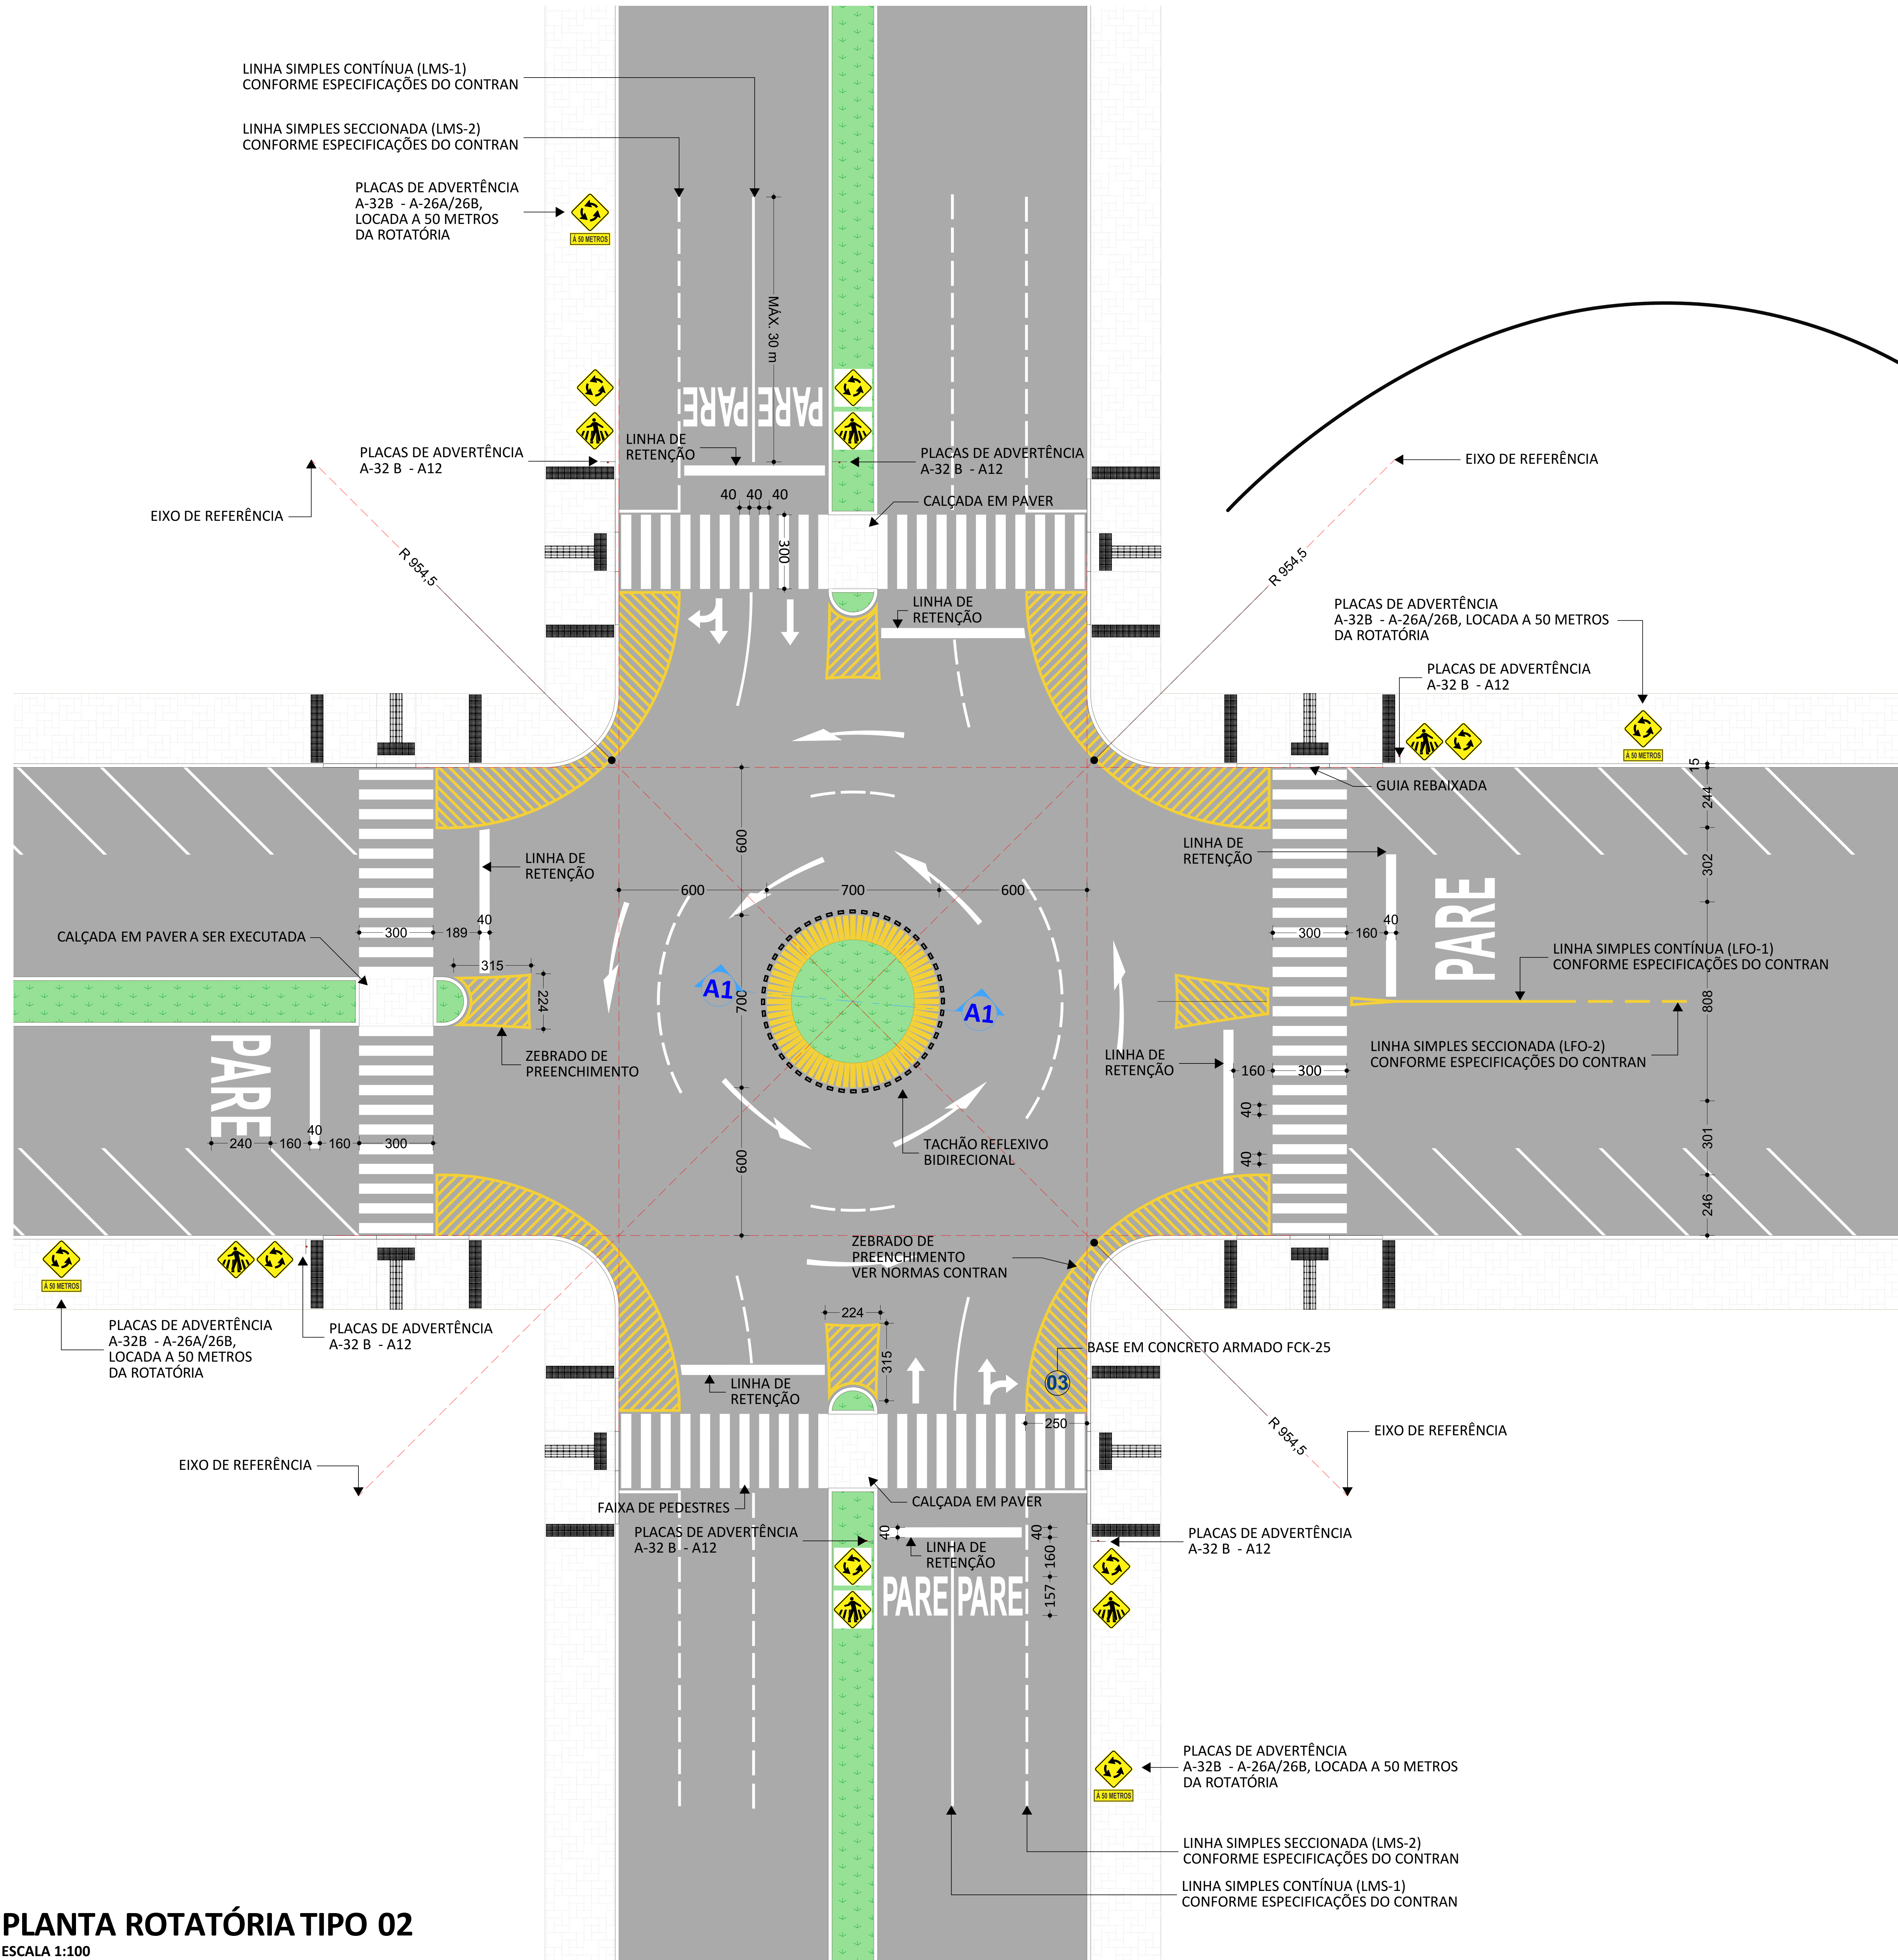 LINHA SIMPLES CONTÍNUA (LMS-1)
CONFORME ESPECIFICAÇÕES DO CONTRAN
LINHA SIMPLES SECCIONADA (LMS-2)
CONFORME ESPECIFICAÇÕES DO CONTRAN
PLACAS DE ADVERTÊNCIA
A-32B - A-26A/26B,
LOCADA A 50 METROS
DA ROTATÓRIA
À 50 METROS
MÁX. 30 m
PARE PARE
LINHA DE
RETENÇÃO
PLACAS DE ADVERTÊNCIA
A-32 B - A12
PLACAS DE ADVERTÊNCIA
A-32 B - A12
EIXO DE REFERÊNCIA
EIXO DE REFERÊNCIA
40 40 40
CALÇADA EM PAVER
300
R 954,5
R 954,5
LINHA DE
RETENÇÃO
PLACAS DE ADVERTÊNCIA
A-32B - A-26A/26B, LOCADA A 50 METROS
DA ROTATÓRIA
PLACAS DE ADVERTÊNCIA
A-32 B - A12
À 50 METROS
GUIA REBAIXADA
15
244
302
808
301
246
LINHA DE
RETENÇÃO
LINHA DE
RETENÇÃO
600
600 700 600
700
600
PARE
CALÇADA EM PAVER A SER EXECUTADA
300 189 40
315
224
300 160 40
LINHA SIMPLES CONTÍNUA (LFO-1)
CONFORME ESPECIFICAÇÕES DO CONTRAN
A1
A1
LINHA SIMPLES SECCIONADA (LFO-2)
CONFORME ESPECIFICAÇÕES DO CONTRAN
ZEBRADO DE
PREENCHIMENTO
LINHA DE
RETENÇÃO
160 300
40
40
PARE
240 160 40 160 300
TACHÃO REFLEXIVO
BIDIRECIONAL
ZEBRADO DE
PREENCHIMENTO
VER NORMAS CONTRAN
À 50 METROS
PLACAS DE ADVERTÊNCIA
A-32B - A-26A/26B,
LOCADA A 50 METROS
DA ROTATÓRIA
PLACAS DE ADVERTÊNCIA
A-32 B - A12
224
315
BASE EM CONCRETO ARMADO FCK-25
03
LINHA DE
RETENÇÃO
250
R 954,5
EIXO DE REFERÊNCIA
EIXO DE REFERÊNCIA
FAIXA DE PEDESTRES
CALÇADA EM PAVER
PLACAS DE ADVERTÊNCIA
A-32 B - A12
40
LINHA DE
RETENÇÃO
40
160
157
PLACAS DE ADVERTÊNCIA
A-32 B - A12
PARE PARE
PLACAS DE ADVERTÊNCIA
A-32B - A-26A/26B, LOCADA A 50 METROS
DA ROTATÓRIA
À 50 METROS
LINHA SIMPLES SECCIONADA (LMS-2)
CONFORME ESPECIFICAÇÕES DO CONTRAN
LINHA SIMPLES CONTÍNUA (LMS-1)
CONFORME ESPECIFICAÇÕES DO CONTRAN
PLANTA ROTATÓRIA TIPO 02
ESCALA 1:100